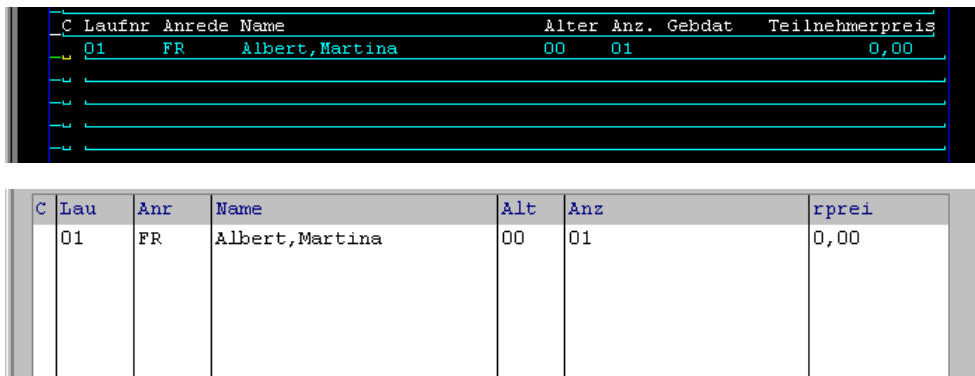 C Laufnr Anrede Name Alter Anz. Gebdat Teilnehmerpreis
01 FR Albert,Martina 00 01 0,00
C Lau Anr Name Alt Anz rprei
01 FR Albert,Martina 00 01 0,00